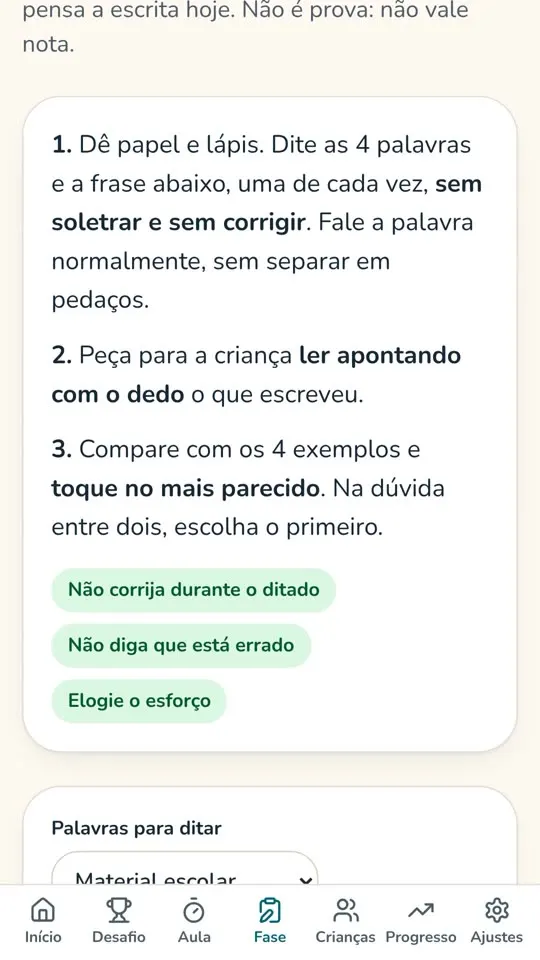 pensa a escrita hoje. Não é prova: não vale
nota.
1. Dê papel e lápis. Dite as 4 palavras
e a frase abaixo, uma de cada vez, sem
soletrar e sem corrigir. Fale a palavra
normalmente, sem separar em
pedaços.
2. Peça para a criança ler apontando
com o dedo o que escreveu.
3. Compare com os 4 exemplos e
toque no mais parecido. Na dúvida
entre dois, escolha o primeiro.
Não corrija durante o ditado
Não diga que está errado
Elogie o esforço
Palavras para ditar
Material escolar
Início Desafio Aula Fase Crianças Progresso Ajustes